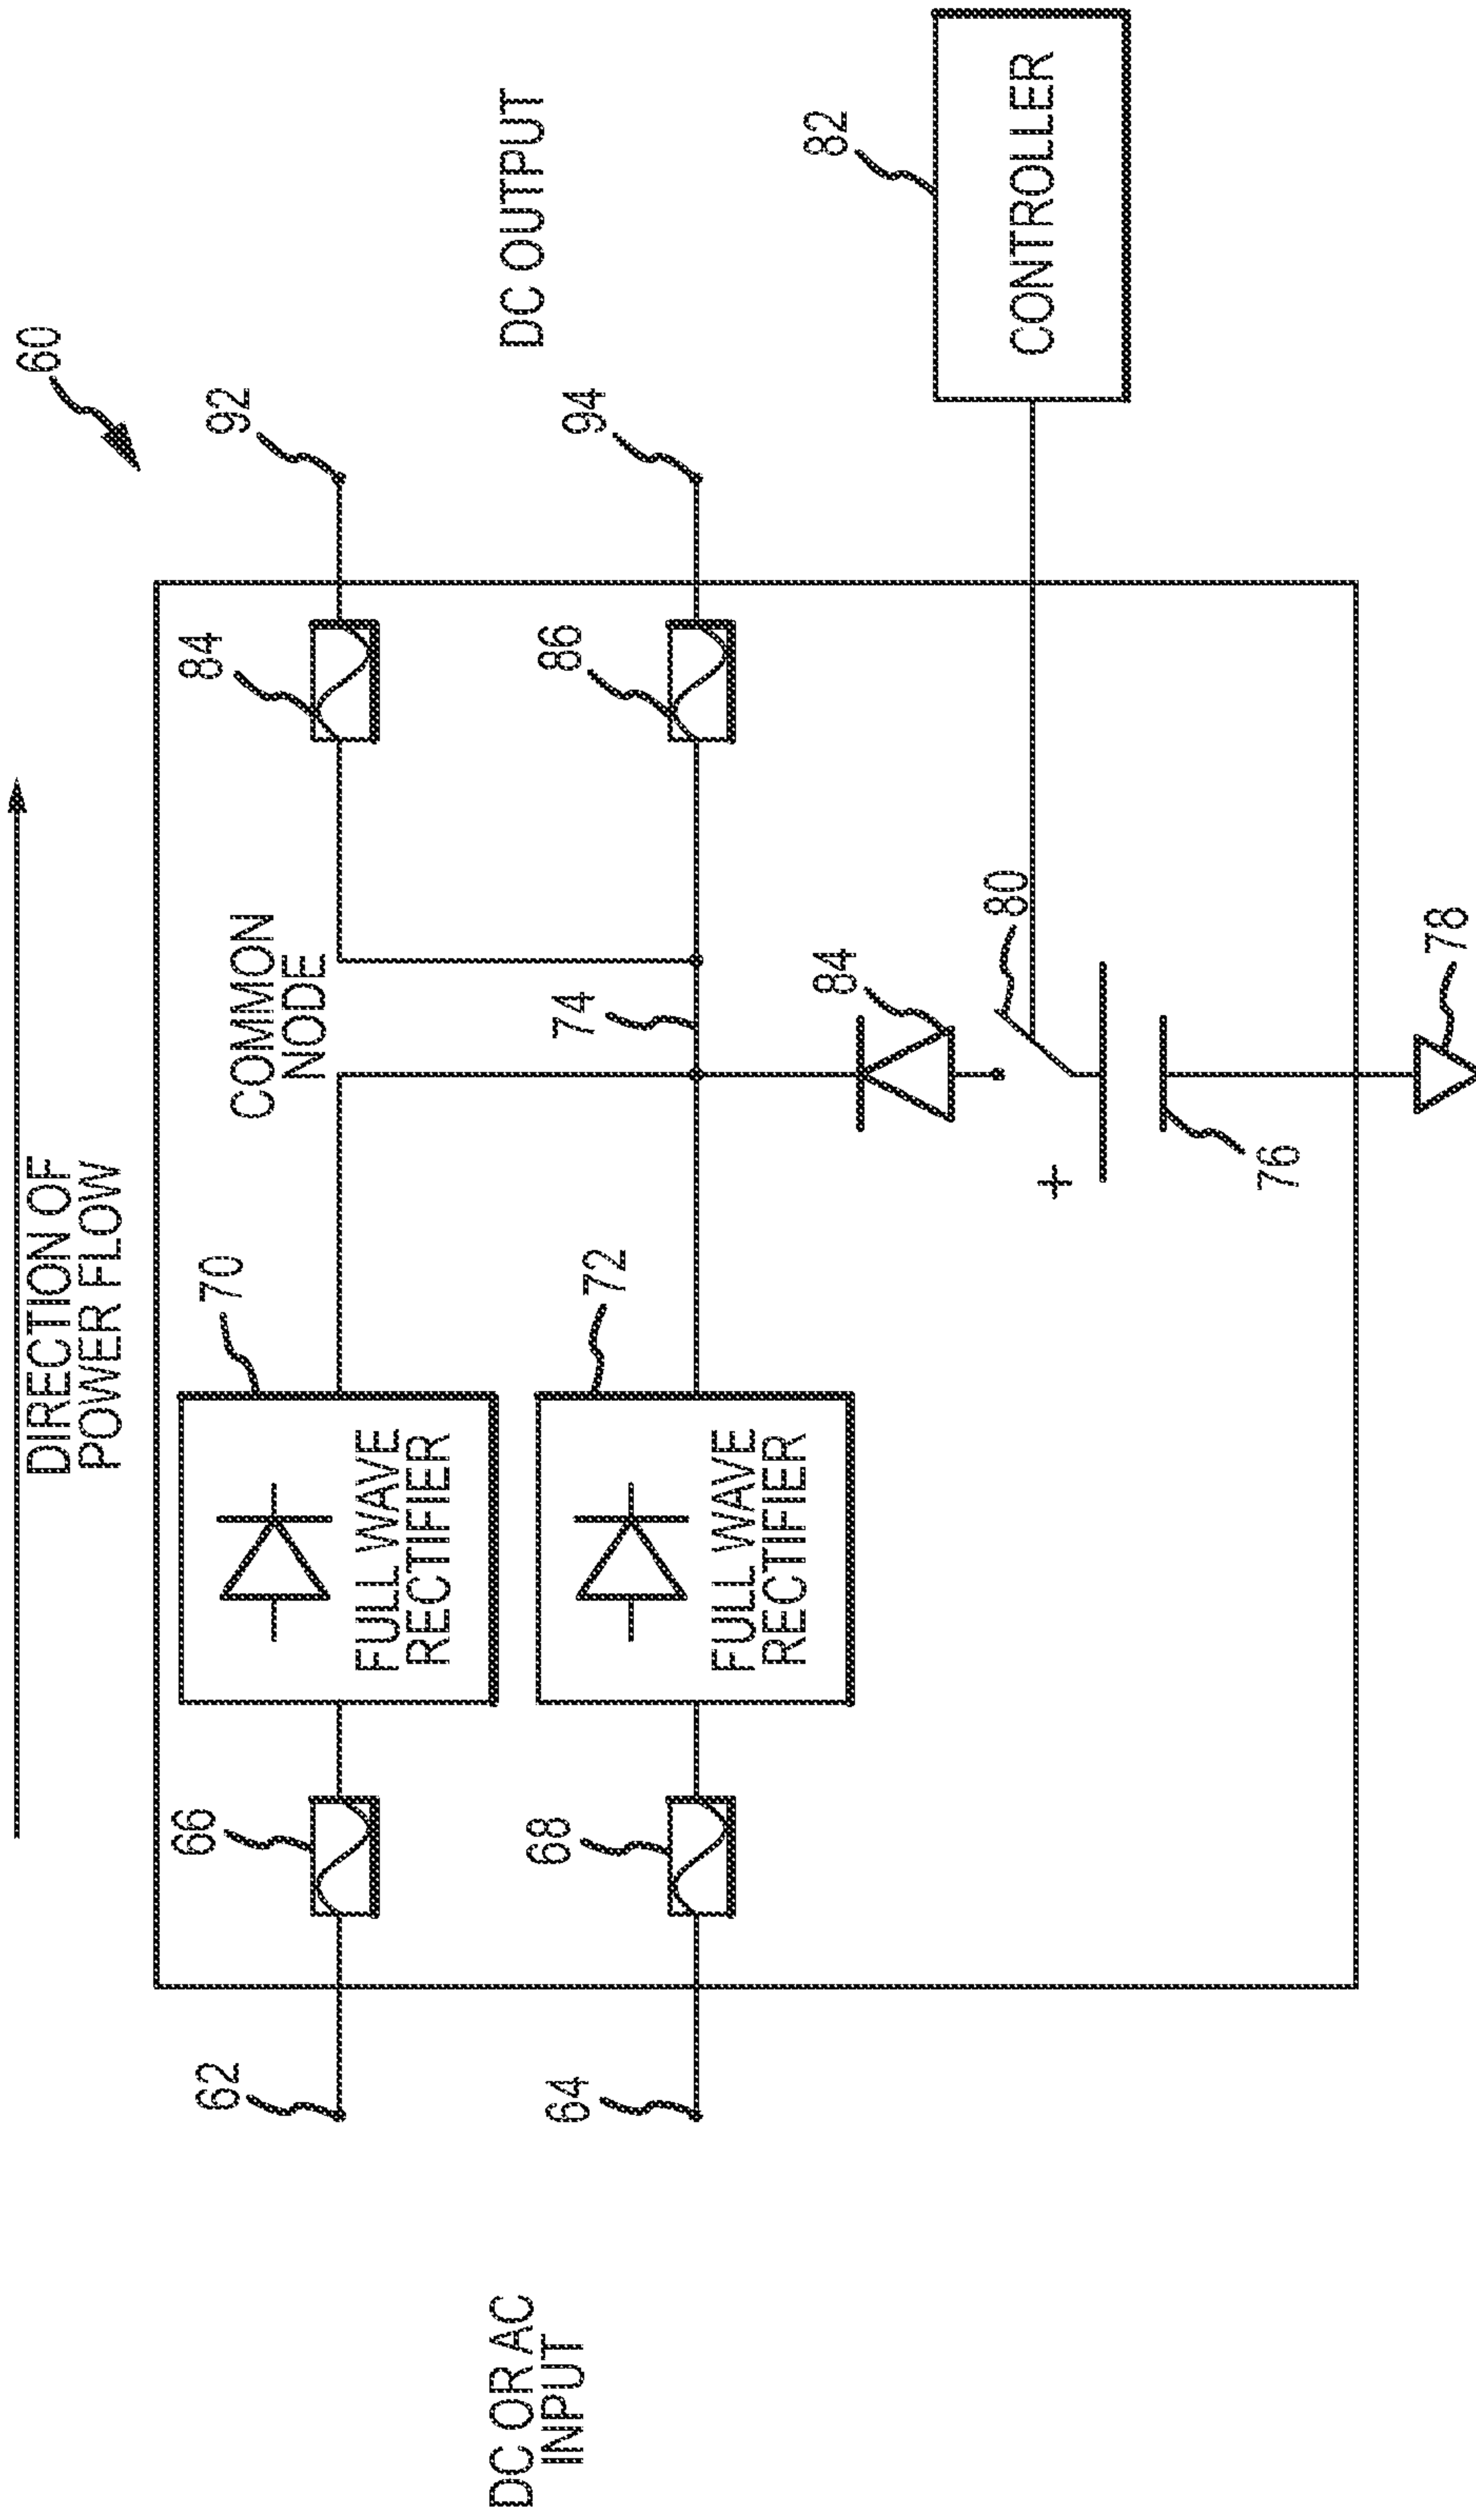 DIRECTION OF
POWER FLOW
60
62
66
70
COMMON
NODE
84
92
DC OR AC
INPUT
FULL WAVE
RECTIFIER
DC OUTPUT
64
68
72
74
86
94
FULL WAVE
RECTIFIER
84
82
80
CONTROLLER
+
76
78